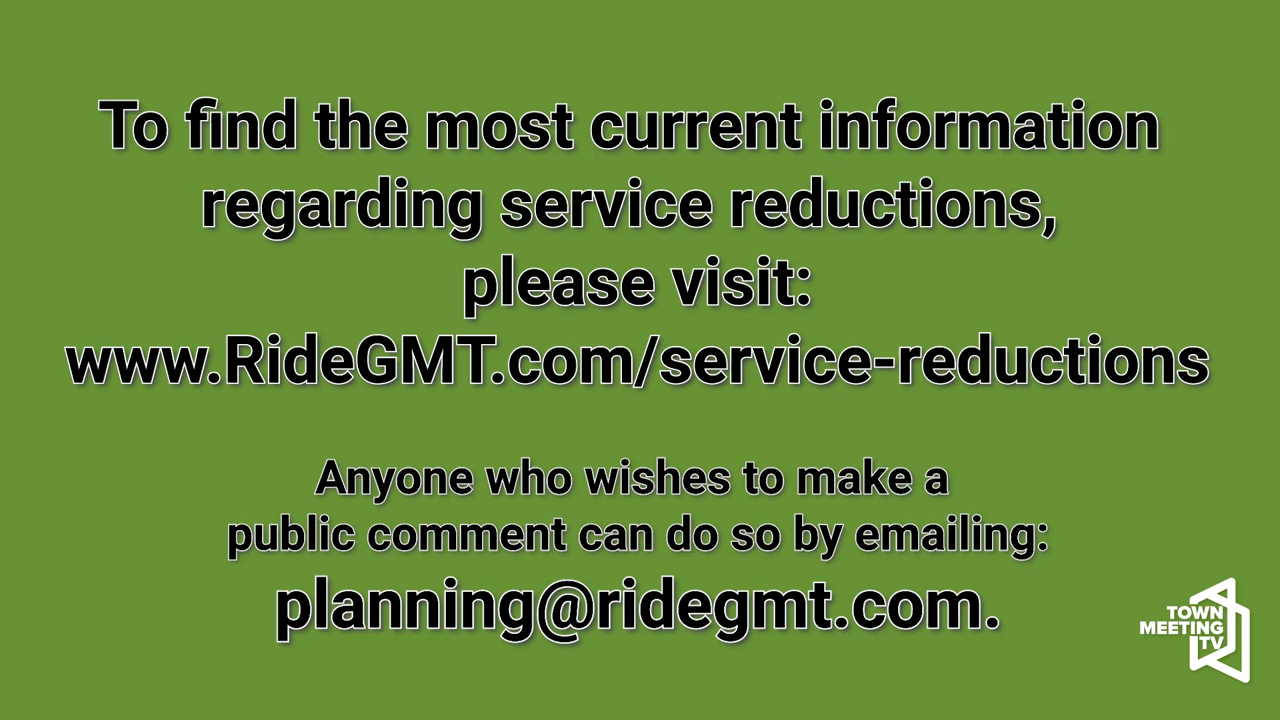 To find the most current information
regarding service reductions,
please visit:
www.RideGMT.com/service-reductions
Anyone who wishes to make a
public comment can do so by emailing:
planning@ridegmt.com.
TOWN
MEETING
TV